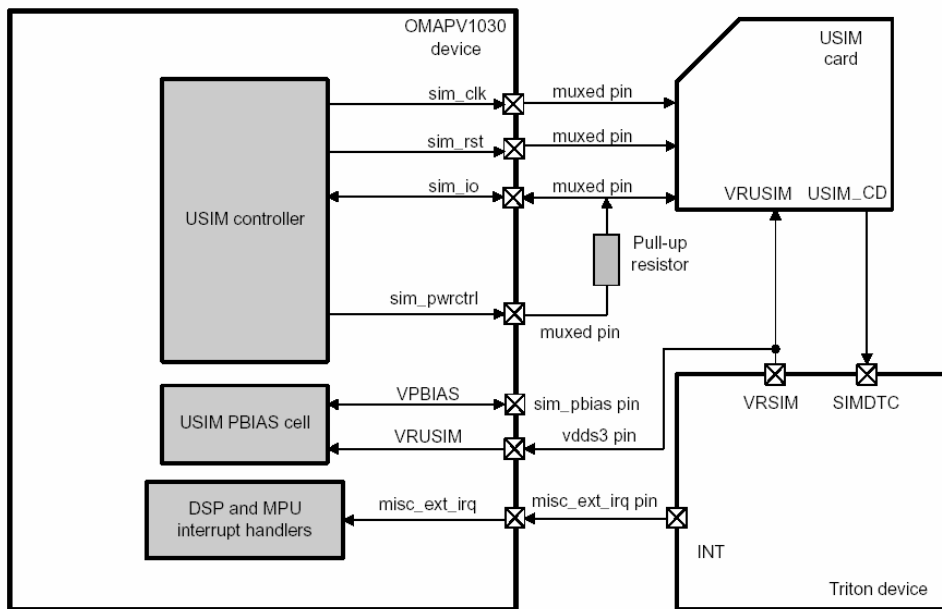 OMAPV1030
device
USIM
card
sim_clk
muxed pin
sim_rst
muxed pin
sim_io
muxed pin
VRUSIM
USIM_CD
USIM controller
Pull-up
resistor
sim_pwrctrl
muxed pin
VPBIAS
sim_pbias pin
VRSIM
SIMDTC
USIM PBIAS cell
VRUSIM
vdds3 pin
DSP and MPU
interrupt handlers
misc_ext_irq
misc_ext_irq pin
INT
Triton device